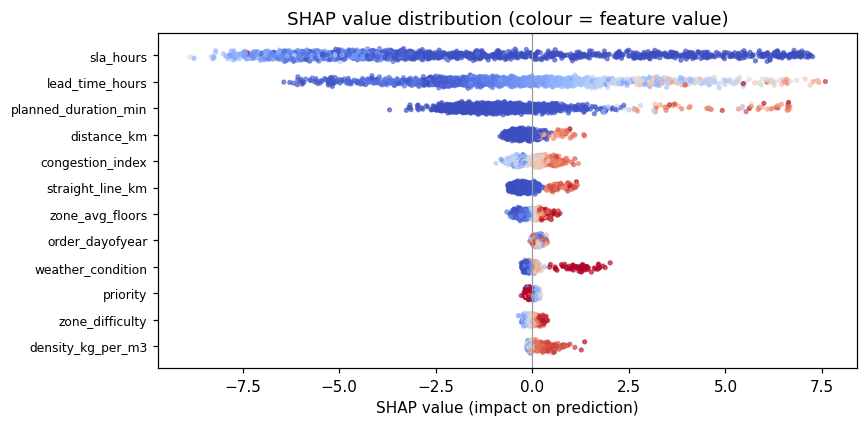 SHAP value distribution (colour = feature value)
sla_hours
lead_time_hours
planned_duration_min
distance_km
congestion_index
straight_line_km
zone_avg_floors
order_dayofyear
weather_condition
priority
zone_difficulty
density_kg_per_m3
−7.5 −5.0 −2.5 0.0 2.5 5.0 7.5
SHAP value (impact on prediction)